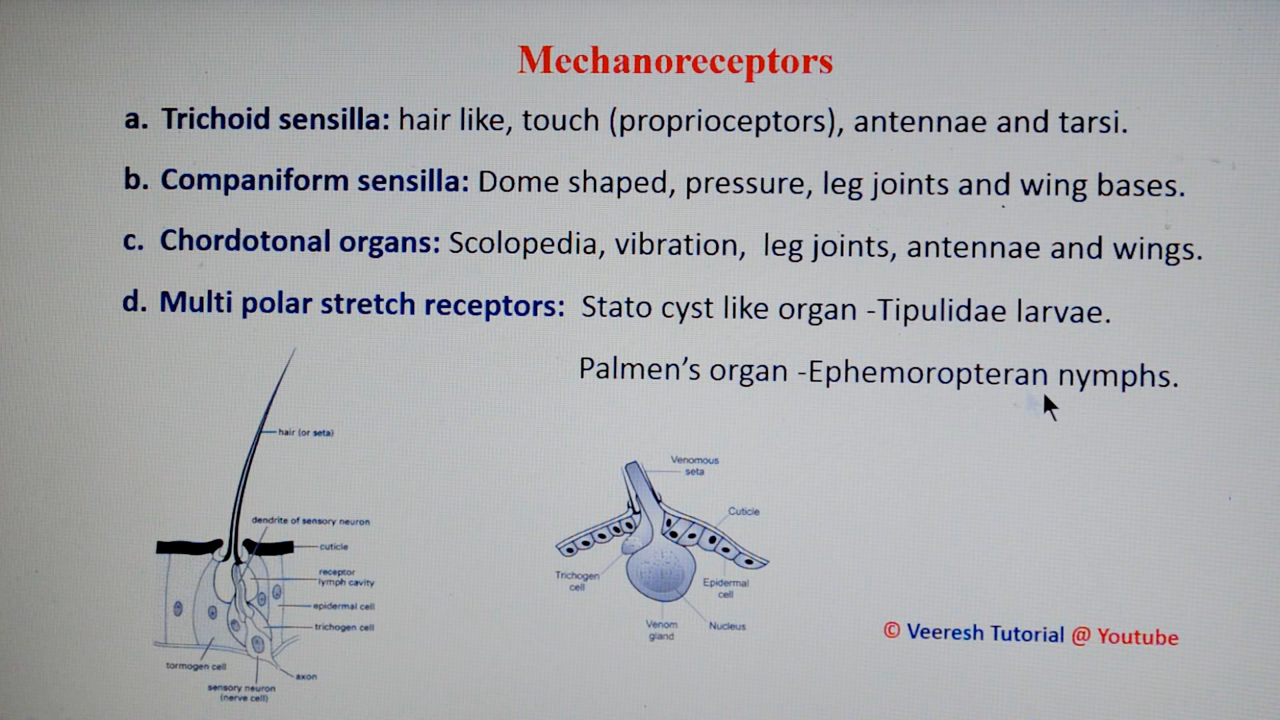 Mechanoreceptors
a. Trichoid sensilla: hair like, touch (proprioceptors), antennae and tarsi.
b. Companiform sensilla: Dome shaped, pressure, leg joints and wing bases.
c. Chordotonal organs: Scolopedia, vibration, leg joints, antennae and wings.
d. Multi polar stretch receptors: Stato cyst like organ -Tipulidae larvae.
Palmen's organ -Ephemoropteran nymphs.
hair (or seta)
dendrite of sensory neuron
cuticle
receptor
lymph cavity
epidermal cell
trichogen cell
tormogen cell
axon
sensory neuron
(nerve cell)
Venomous
seta
Cuticle
Trichogen
cell
Epidermal
cell
Venom
gland
Nucleus
© Veeresh Tutorial @ Youtube